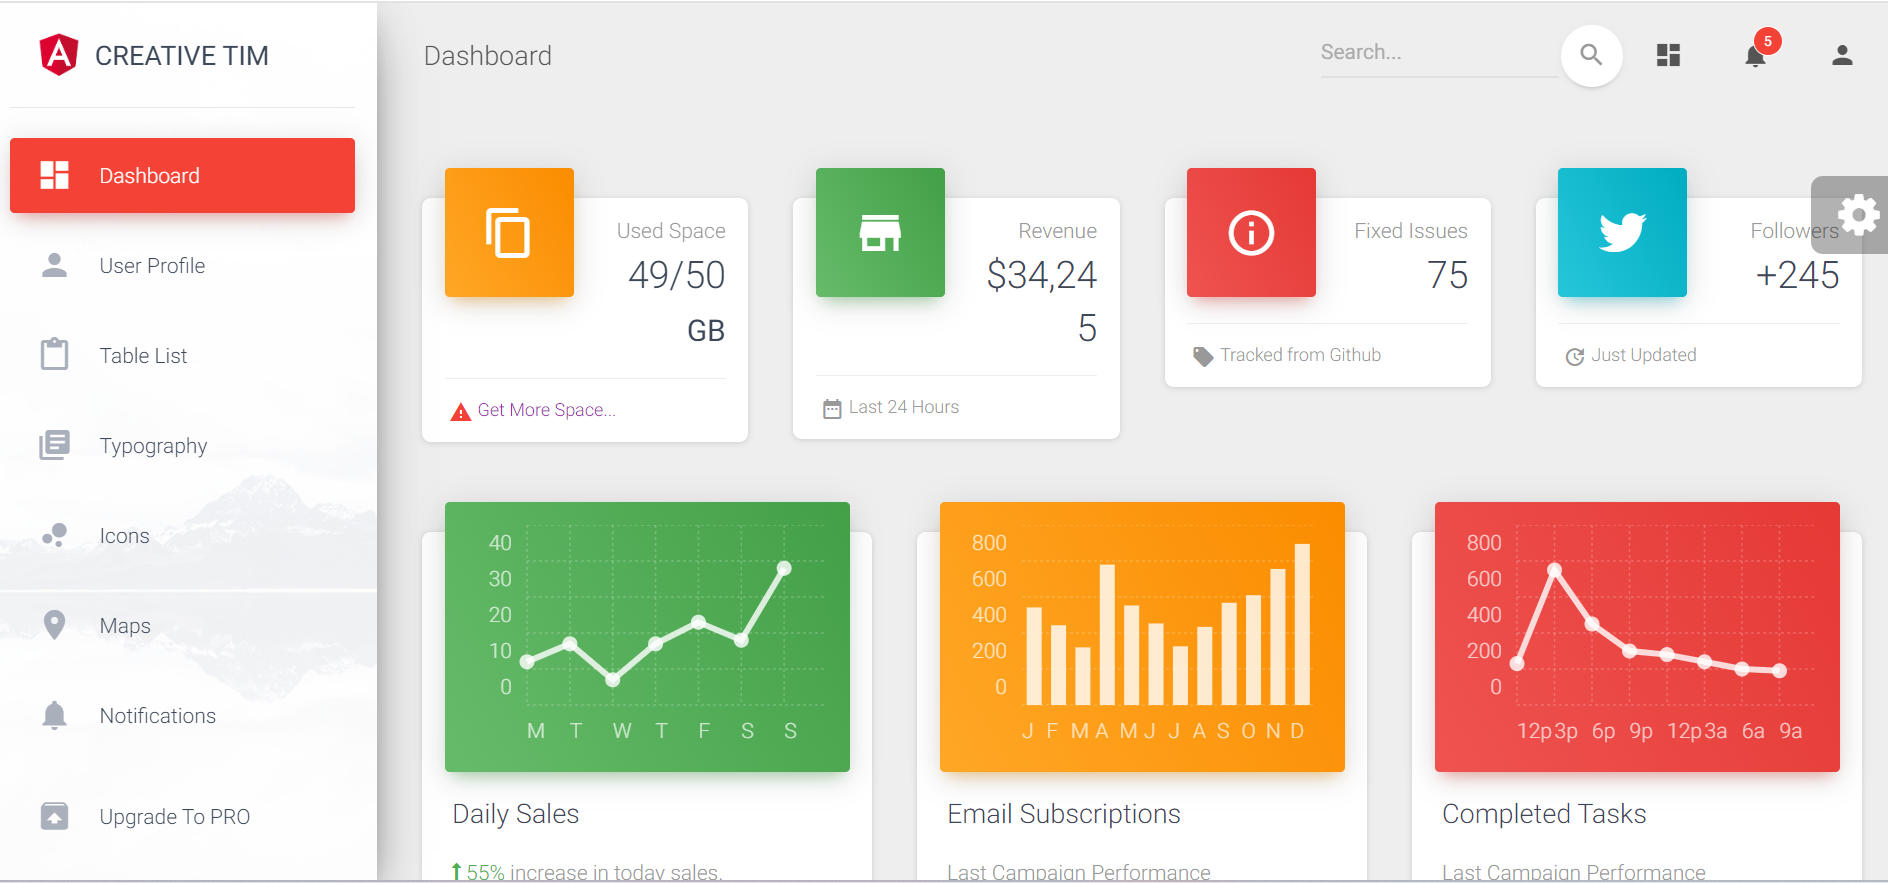 CREATIVE TIM
Dashboard
User Profile
Table List
Typography
Icons
Maps
Notifications
Upgrade To PRO
Dashboard
Search...
5
Used Space
49/50
GB
Get More Space...
Revenue
$34,24
5
Last 24 Hours
Fixed Issues
75
Tracked from Github
Followers
+245
Just Updated
40
30
20
10
0
M T W T F S S
Daily Sales
55% increase in today sales.
800
600
400
200
0
J F M A M J J A S O N D
Email Subscriptions
Last Campaign Performance
800
600
400
200
0
12p 3p 6p 9p 12p 3a 6a 9a
Completed Tasks
Last Campaign Performance